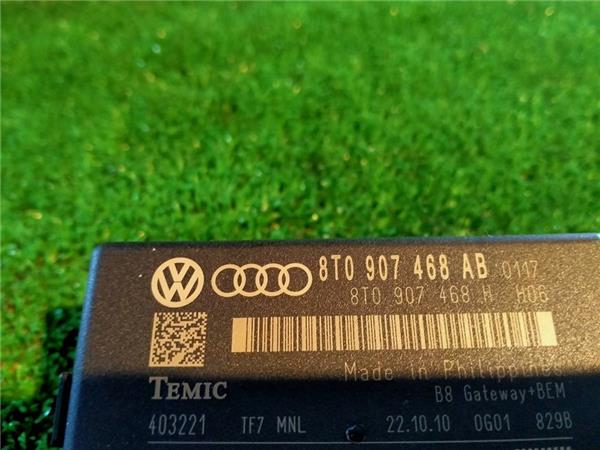 8T0 907 468 AB 0117
8T0 907 468 H H06
Made in Philippines
TEMIC
B8 Gateway+BEM
403221 TF7 MNL 22.10.10 0G01 829B